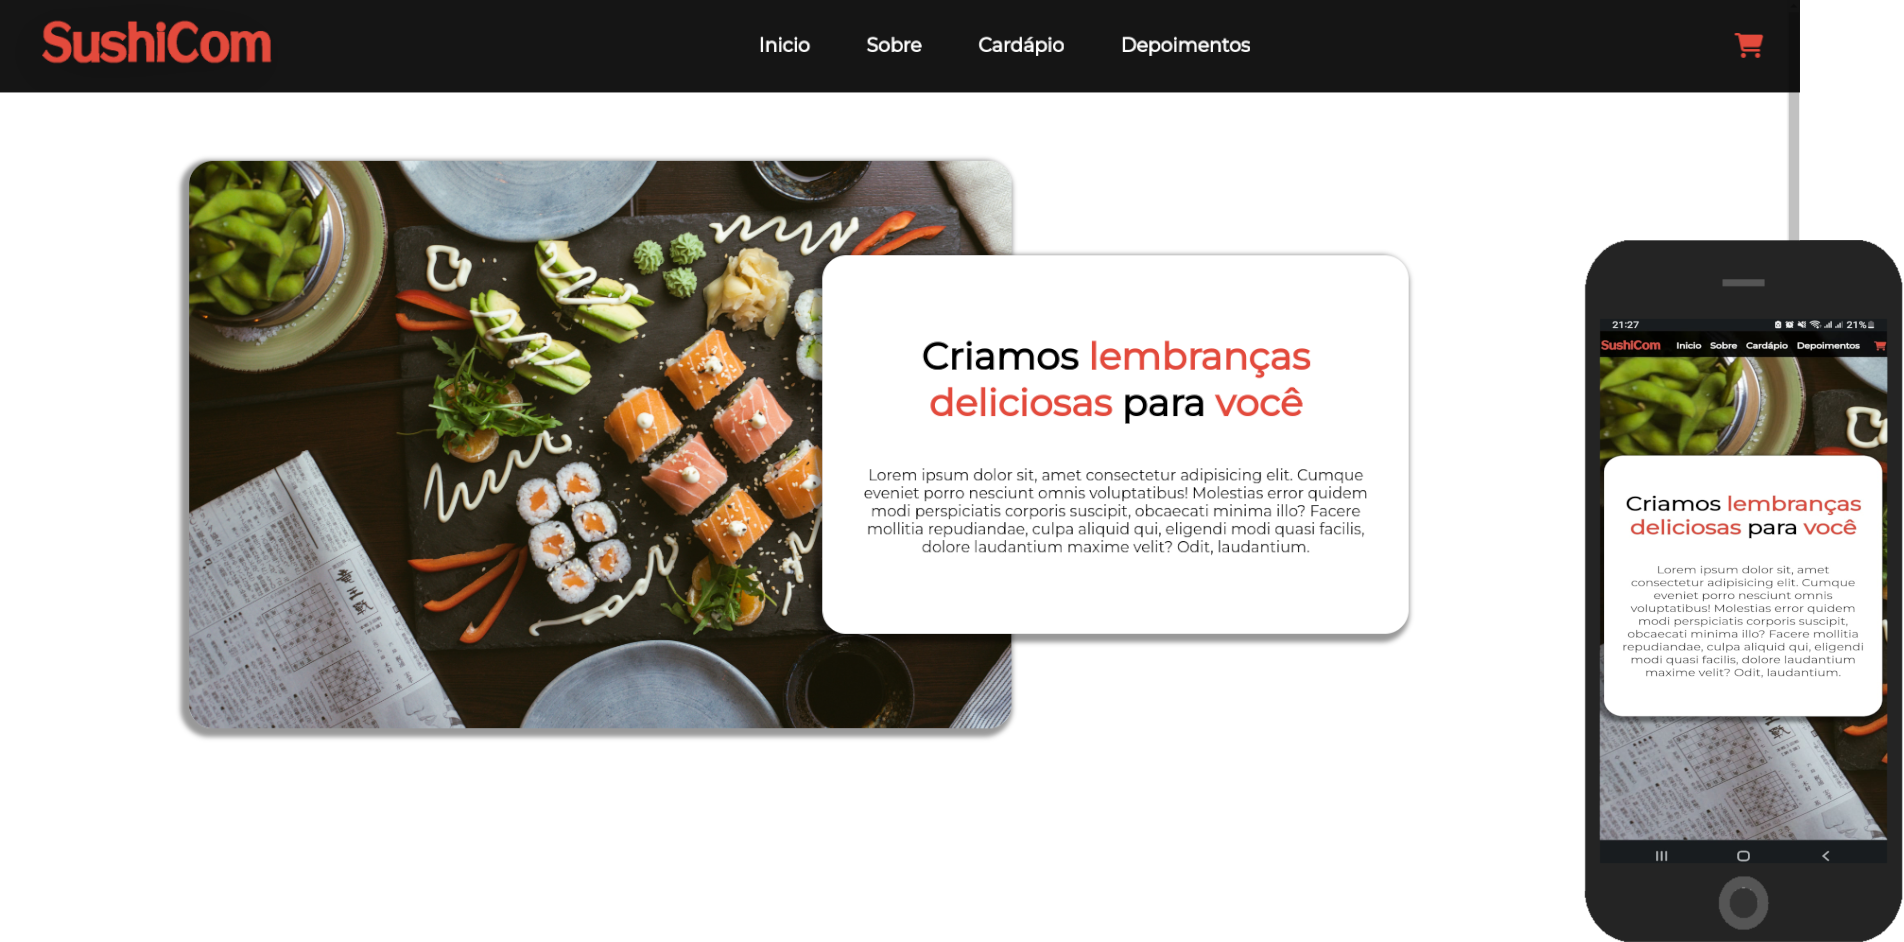 SushiCom
Inicio Sobre Cardápio Depoimentos
Criamos lembranças
deliciosas para você
Lorem ipsum dolor sit, amet consectetur adipisicing elit. Cumque
eveniet porro nesciunt omnis voluptatibus! Molestias error quidem
modi perspiciatis corporis suscipit, obcaecati minima illo? Facere
mollitia repudiandae, culpa aliquid qui, eligendi modi quasi facilis,
dolore laudantium maxime velit? Odit, laudantium.
21:27 21%
SushiCom Inicio Sobre Cardápio Depoimentos
Criamos lembranças
deliciosas para você
Lorem ipsum dolor sit, amet
consectetur adipisicing elit. Cumque
eveniet porro nesciunt omnis
voluptatibus! Molestias error quidem
modi perspiciatis corporis suscipit,
obcaecati minima illo? Facere mollitia
repudiandae, culpa aliquid qui, eligendi
modi quasi facilis, dolore laudantium
maxime velit? Odit, laudantium.